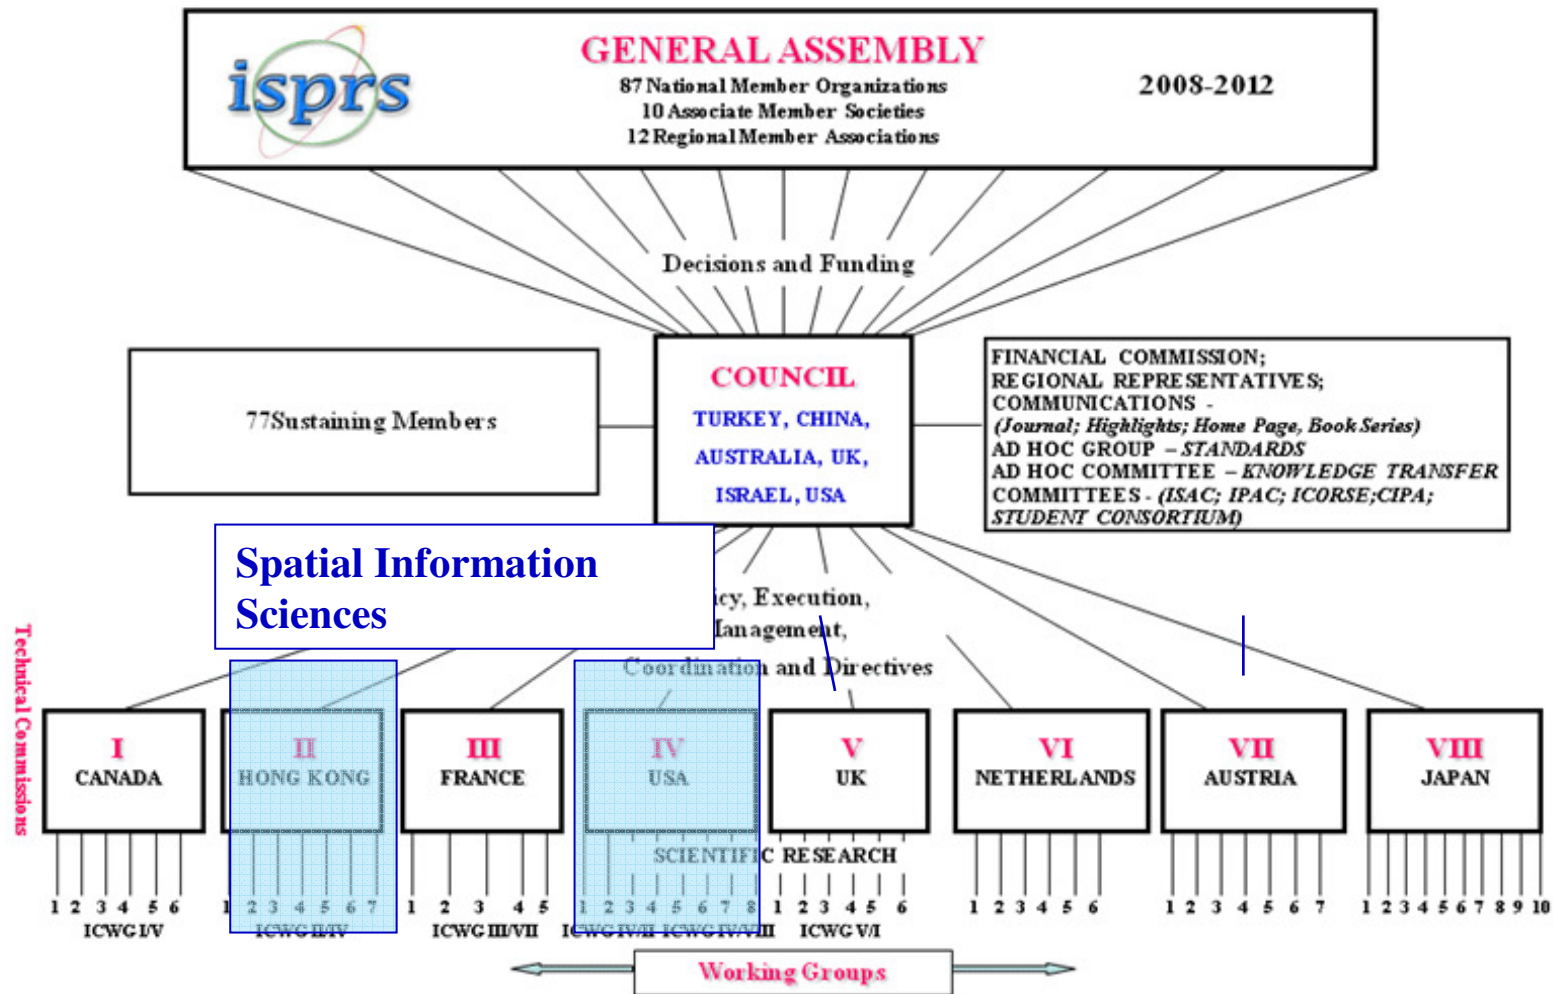 isprs
GENERAL ASSEMBLY
87 National Member Organizations
10 Associate Member Societies
12 Regional Member Associations
2008-2012
Decisions and Funding
77Sustaining Members
COUNCIL
TURKEY, CHINA,
AUSTRALIA, UK,
ISRAEL, USA
FINANCIAL COMMISSION;
REGIONAL REPRESENTATIVES;
COMMUNICATIONS -
(Journal; Highlights; Home Page, Book Series)
AD HOC GROUP – STANDARDS
AD HOC COMMITTEE – KNOWLEDGE TRANSFER
COMMITTEES - (ISAC; IPAC; ICORSE;CIPA;
STUDENT CONSORTIUM)
Spatial Information
Sciences
icy, Execution,
anagement,
Coordination and Directives
Technical Commissions
I
CANADA
II
HONG KONG
III
FRANCE
IV
USA
V
UK
VI
NETHERLANDS
VII
AUSTRIA
VIII
JAPAN
SCIENTIFIC RESEARCH
1 2 3 4 5 6
1 2 3 4 5 6 7
1 2 3 4 5
1 2 3 4 5 6 7 8
1 2 3 4 5 6
1 2 3 4 5 6
1 2 3 4 5 6 7
1 2 3 4 5 6 7 8 9 10
ICWG I/V
ICWG II/IV
ICWG III/VII
ICWG IV/II
ICWG IV/VIII
ICWG V/I
Working Groups